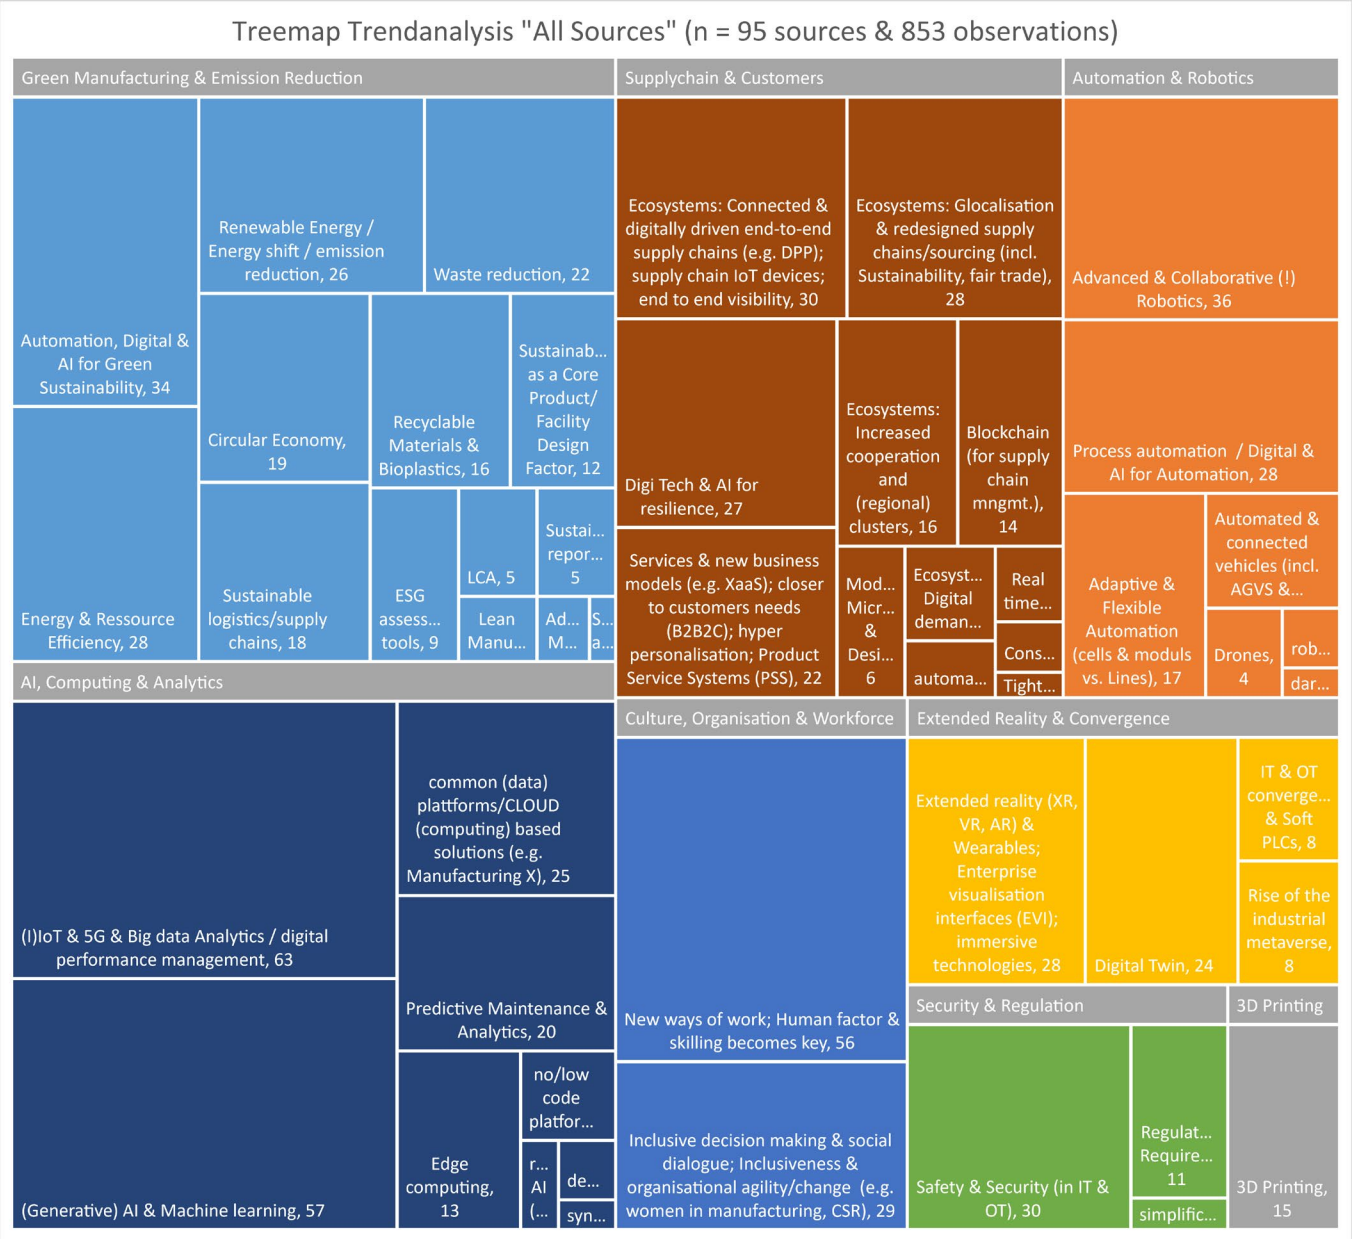 Treemap Trendanalysis "All Sources" (n = 95 sources & 853 observations)
Green Manufacturing & Emission Reduction
Automation, Digital &
AI for Green
Sustainability, 34
Renewable Energy /
Energy shift / emission
reduction, 26
Waste reduction, 22
Energy & Ressource
Efficiency, 28
Circular Economy,
19
Recyclable
Materials &
Bioplastics, 16
Sustainab...
as a Core
Product/
Facility
Design
Factor, 12
Sustainable
logistics/supply
chains, 18
ESG
assess...
tools, 9
LCA, 5
Sustai...
repor...
5
Lean
Manu...
Ad...
M...
S...
a...
Supplychain & Customers
Ecosystems: Connected &
digitally driven end-to-end
supply chains (e.g. DPP);
supply chain IoT devices;
end to end visibility, 30
Ecosystems: Glocalisation
& redesigned supply
chains/sourcing (incl.
Sustainability, fair trade),
28
Digi Tech & AI for
resilience, 27
Ecosystems:
Increased
cooperation
and
(regional)
clusters, 16
Blockchain
(for supply
chain
mngmt.),
14
Services & new business
models (e.g. XaaS); closer
to customers needs
(B2B2C); hyper
personalisation; Product
Service Systems (PSS), 22
Mod...
Micr...
&
Desi...
6
Ecosyst...
Digital
deman...
automa...
Real
time...
Cons...
Tight...
Automation & Robotics
Advanced & Collaborative (!)
Robotics, 36
Process automation / Digital &
AI for Automation, 28
Adaptive &
Flexible
Automation
(cells & moduls
vs. Lines), 17
Automated &
connected
vehicles (incl.
AGVS &...
Drones,
4
rob...
dar...
AI, Computing & Analytics
(I)IoT & 5G & Big data Analytics / digital
performance management, 63
(Generative) AI & Machine learning, 57
common (data)
plattforms/CLOUD
(computing) based
solutions (e.g.
Manufacturing X), 25
Predictive Maintenance &
Analytics, 20
Edge
computing,
13
no/low
code
platfor...
r...
AI
(...
de...
syn...
Culture, Organisation & Workforce
New ways of work; Human factor &
skilling becomes key, 56
Inclusive decision making & social
dialogue; Inclusiveness &
organisational agility/change (e.g.
women in manufacturing, CSR), 29
Extended Reality & Convergence
Extended reality (XR,
VR, AR) &
Wearables;
Enterprise
visualisation
interfaces (EVI);
immersive
technologies, 28
Digital Twin, 24
IT & OT
converge...
& Soft
PLCs, 8
Rise of the
industrial
metaverse,
8
Security & Regulation
Safety & Security (in IT &
OT), 30
Regulat...
Require...
11
simplific...
3D Printing
3D Printing,
15